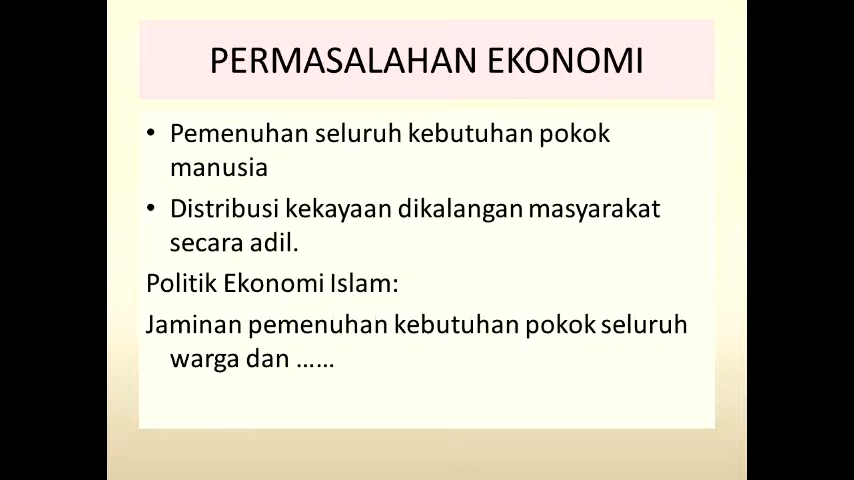 PERMASALAHAN EKONOMI
• Pemenuhan seluruh kebutuhan pokok
manusia
• Distribusi kekayaan dikalangan masyarakat
secara adil.
Politik Ekonomi Islam:
Jaminan pemenuhan kebutuhan pokok seluruh
warga dan ……